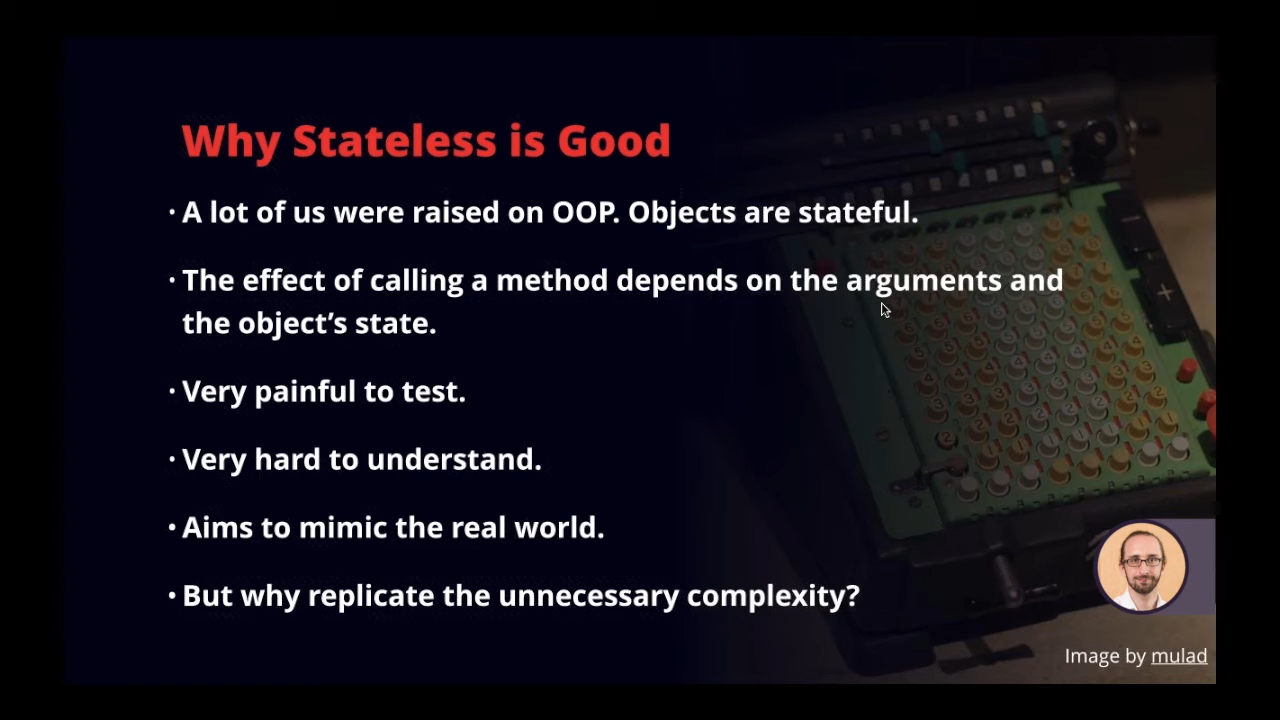 Why Stateless is Good
· A lot of us were raised on OOP. Objects are stateful.
· The effect of calling a method depends on the arguments and
the object’s state.
· Very painful to test.
· Very hard to understand.
· Aims to mimic the real world.
· But why replicate the unnecessary complexity?
Image by mulad